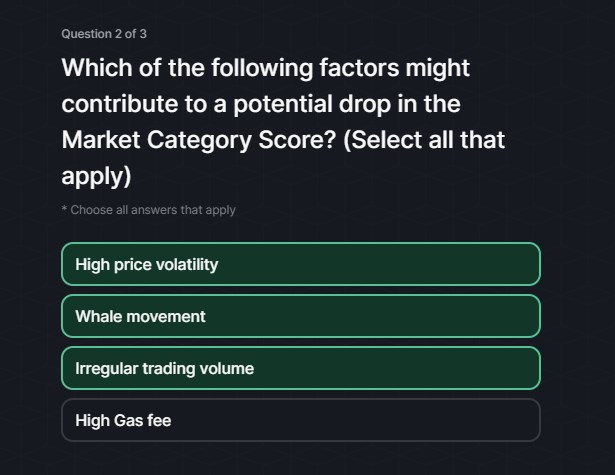 Question 2 of 3
Which of the following factors might
contribute to a potential drop in the
Market Category Score? (Select all that
apply)
* Choose all answers that apply
High price volatility
Whale movement
Irregular trading volume
High Gas fee